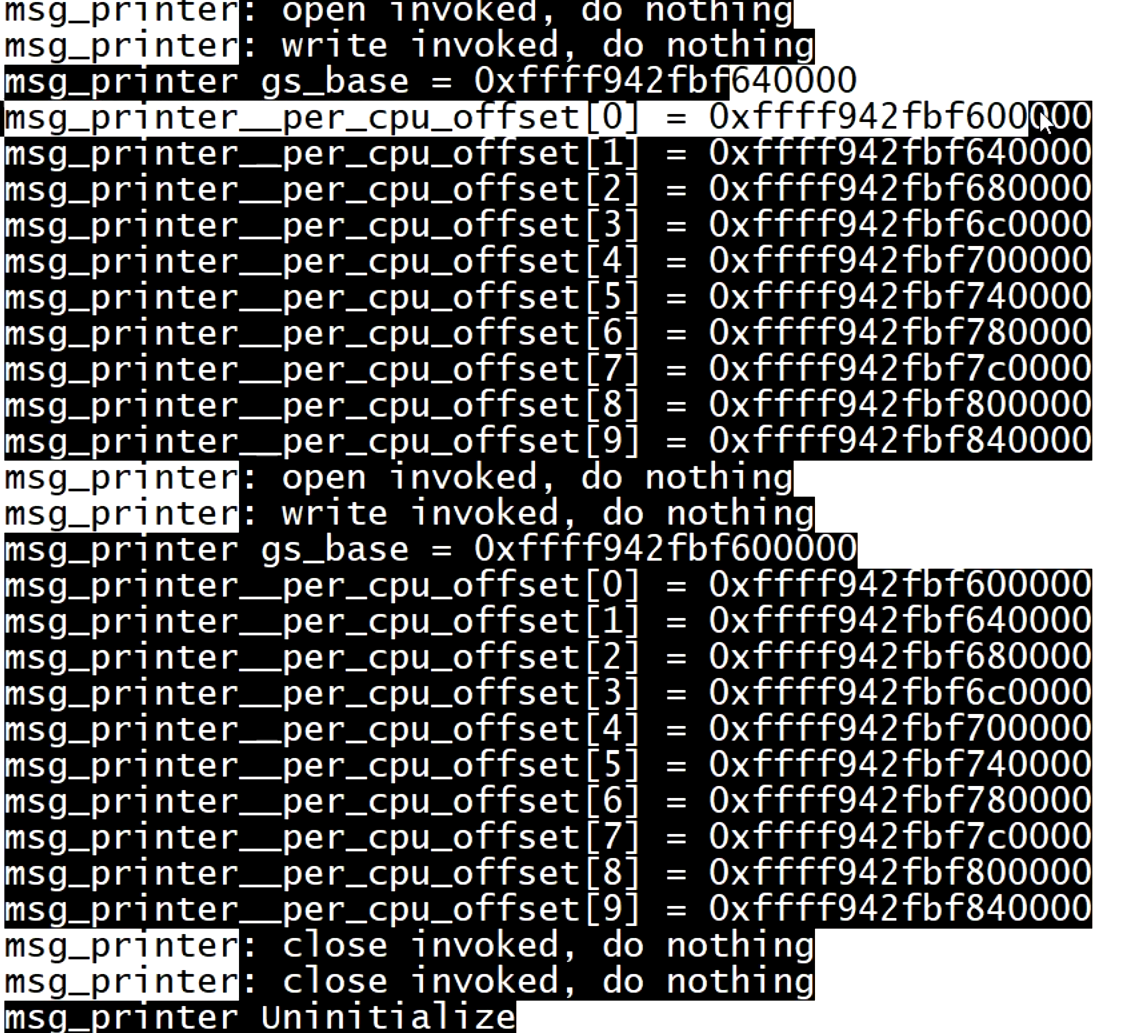 msg_printer: open invoked, do nothing
msg_printer: write invoked, do nothing
msg_printer gs_base = 0xffff942fbf640000
msg_printer__per_cpu_offset[0] = 0xffff942fbf600000
msg_printer__per_cpu_offset[1] = 0xffff942fbf640000
msg_printer__per_cpu_offset[2] = 0xffff942fbf680000
msg_printer__per_cpu_offset[3] = 0xffff942fbf6c0000
msg_printer__per_cpu_offset[4] = 0xffff942fbf700000
msg_printer__per_cpu_offset[5] = 0xffff942fbf740000
msg_printer__per_cpu_offset[6] = 0xffff942fbf780000
msg_printer__per_cpu_offset[7] = 0xffff942fbf7c0000
msg_printer__per_cpu_offset[8] = 0xffff942fbf800000
msg_printer__per_cpu_offset[9] = 0xffff942fbf840000
msg_printer: open invoked, do nothing
msg_printer: write invoked, do nothing
msg_printer gs_base = 0xffff942fbf600000
msg_printer__per_cpu_offset[0] = 0xffff942fbf600000
msg_printer__per_cpu_offset[1] = 0xffff942fbf640000
msg_printer__per_cpu_offset[2] = 0xffff942fbf680000
msg_printer__per_cpu_offset[3] = 0xffff942fbf6c0000
msg_printer__per_cpu_offset[4] = 0xffff942fbf700000
msg_printer__per_cpu_offset[5] = 0xffff942fbf740000
msg_printer__per_cpu_offset[6] = 0xffff942fbf780000
msg_printer__per_cpu_offset[7] = 0xffff942fbf7c0000
msg_printer__per_cpu_offset[8] = 0xffff942fbf800000
msg_printer__per_cpu_offset[9] = 0xffff942fbf840000
msg_printer: close invoked, do nothing
msg_printer: close invoked, do nothing
msg_printer Uninitialize